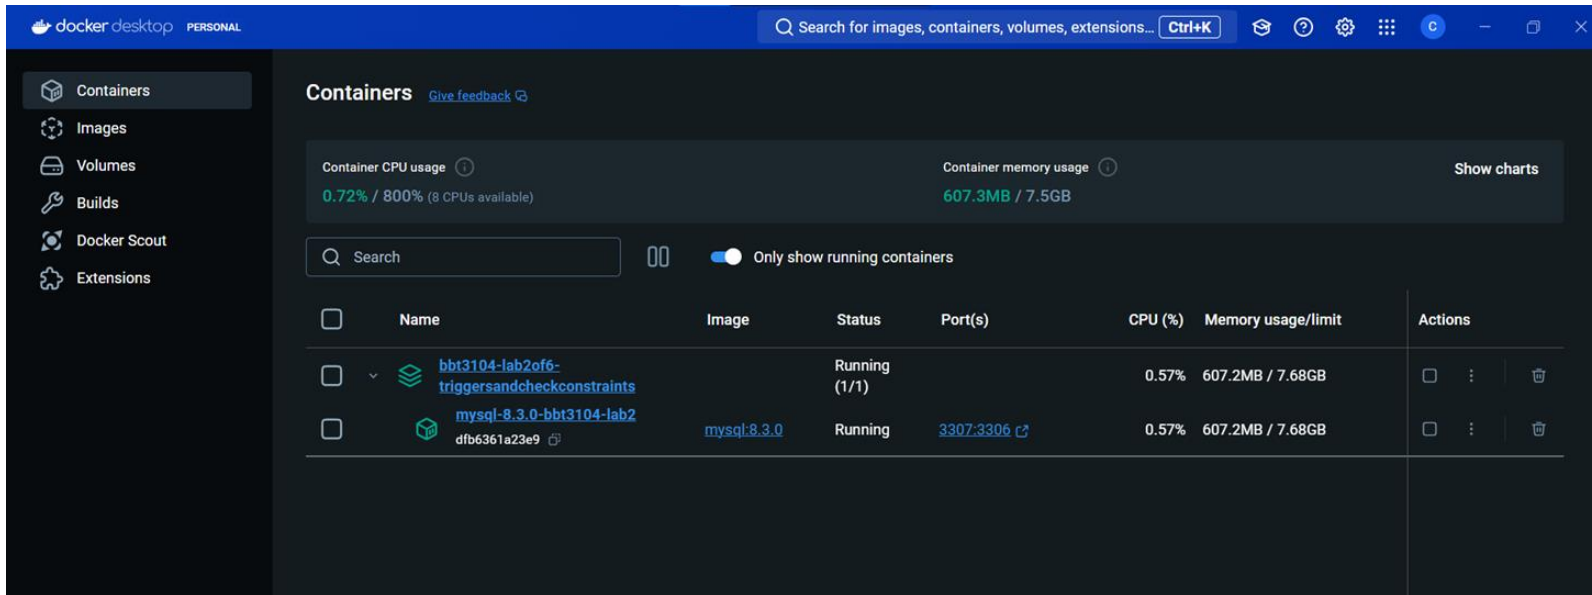 docker desktop PERSONAL
Search for images, containers, volumes, extensions... Ctrl+K
C
Containers
Images
Volumes
Builds
Docker Scout
Extensions
Containers Give feedback
Container CPU usage
0.72% / 800% (8 CPUs available)
Container memory usage
607.3MB / 7.5GB
Show charts
Search
Only show running containers
Name Image Status Port(s) CPU (%) Memory usage/limit Actions
bbt3104-lab2of6-
triggersandcheckconstraints
Running
(1/1)
0.57% 607.2MB / 7.68GB
mysql-8.3.0-bbt3104-lab2
dfb6361a23e9
mysql:8.3.0 Running 3307:3306 0.57% 607.2MB / 7.68GB